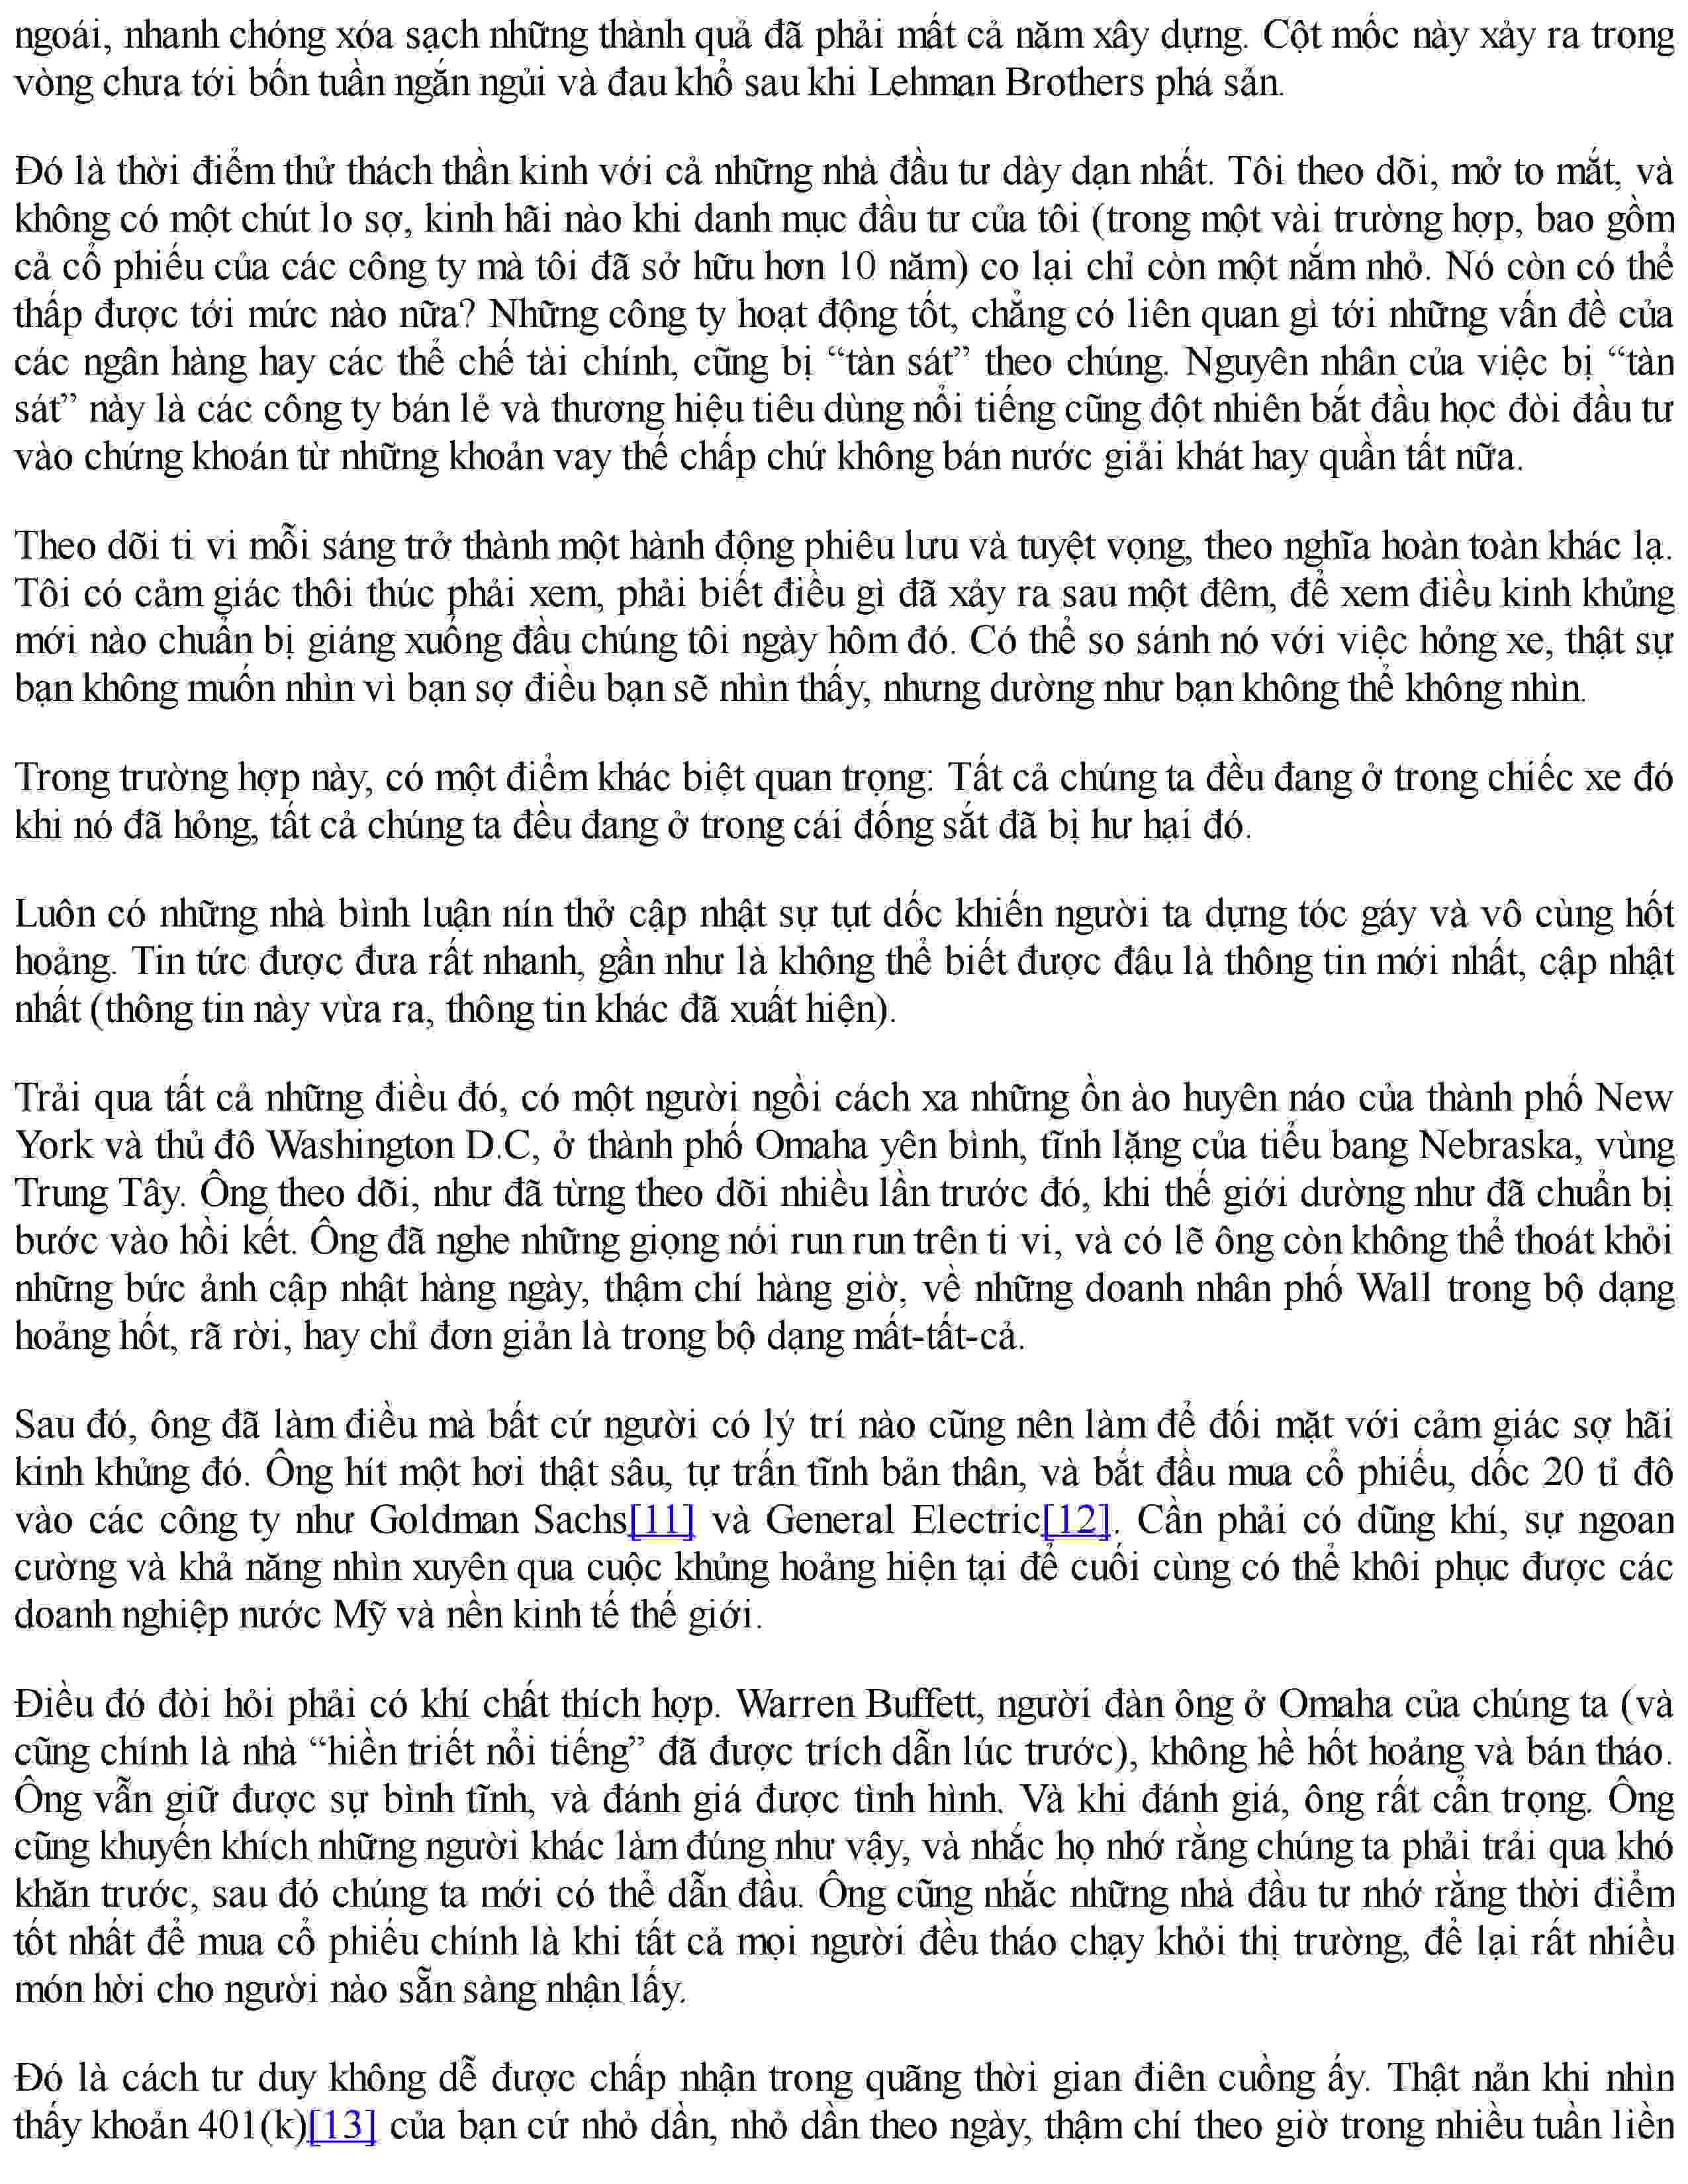 ngoái, nhanh chóng xóa sạch những thành quả đã phải mất cả năm xây dựng. Cột mốc này xảy ra trong
vòng chưa tới bốn tuần ngắn ngủi và đau khổ sau khi Lehman Brothers phá sản.
Đó là thời điểm thử thách thần kinh với cả những nhà đầu tư dày dạn nhất. Tôi theo dõi, mở to mắt, và
không có một chút lo sợ, kinh hãi nào khi danh mục đầu tư của tôi (trong một vài trường hợp, bao gồm
cả cổ phiếu của các công ty mà tôi đã sở hữu hơn 10 năm) co lại chỉ còn một nắm nhỏ. Nó còn có thể
thấp được tới mức nào nữa? Những công ty hoạt động tốt, chẳng có liên quan gì tới những vấn đề của
các ngân hàng hay các thể chế tài chính, cũng bị “tàn sát” theo chúng. Nguyên nhân của việc bị “tàn
sát” này là các công ty bán lẻ và thương hiệu tiêu dùng nổi tiếng cũng đột nhiên bắt đầu học đòi đầu tư
vào chứng khoán từ những khoản vay thế chấp chứ không bán nước giải khát hay quần tất nữa.
Theo dõi ti vi mỗi sáng trở thành một hành động phiêu lưu và tuyệt vọng, theo nghĩa hoàn toàn khác lạ.
Tôi có cảm giác thôi thúc phải xem, phải biết điều gì đã xảy ra sau một đêm, để xem điều kinh khủng
mới nào chuẩn bị giáng xuống đầu chúng tôi ngày hôm đó. Có thể so sánh nó với việc hỏng xe, thật sự
bạn không muốn nhìn vì bạn sợ điều bạn sẽ nhìn thấy, nhưng dường như bạn không thể không nhìn.
Trong trường hợp này, có một điểm khác biệt quan trọng: Tất cả chúng ta đều đang ở trong chiếc xe đó
khi nó đã hỏng, tất cả chúng ta đều đang ở trong cái đống sắt đã bị hư hại đó.
Luôn có những nhà bình luận nín thở cập nhật sự tụt dốc khiến người ta dựng tóc gáy và vô cùng hốt
hoảng. Tin tức được đưa rất nhanh, gần như là không thể biết được đâu là thông tin mới nhất, cập nhật
nhất (thông tin này vừa ra, thông tin khác đã xuất hiện).
Trải qua tất cả những điều đó, có một người ngồi cách xa những ồn ào huyên náo của thành phố New
York và thủ đô Washington D.C, ở thành phố Omaha yên bình, tĩnh lặng của tiểu bang Nebraska, vùng
Trung Tây. Ông theo dõi, như đã từng theo dõi nhiều lần trước đó, khi thế giới dường như đã chuẩn bị
bước vào hồi kết. Ông đã nghe những giọng nói run run trên ti vi, và có lẽ ông còn không thể thoát khỏi
những bức ảnh cập nhật hàng ngày, thậm chí hàng giờ, về những doanh nhân phố Wall trong bộ dạng
hoảng hốt, rã rời, hay chỉ đơn giản là trong bộ dạng mất-tất-cả.
Sau đó, ông đã làm điều mà bất cứ người có lý trí nào cũng nên làm để đối mặt với cảm giác sợ hãi
kinh khủng đó. Ông hít một hơi thật sâu, tự trấn tĩnh bản thân, và bắt đầu mua cổ phiếu, dốc 20 tỉ đô
vào các công ty như Goldman Sachs[11] và General Electric[12]. Cần phải có dũng khí, sự ngoan
cường và khả năng nhìn xuyên qua cuộc khủng hoảng hiện tại để cuối cùng có thể khôi phục được các
doanh nghiệp nước Mỹ và nền kinh tế thế giới.
Điều đó đòi hỏi phải có khí chất thích hợp. Warren Buffett, người đàn ông ở Omaha của chúng ta (và
cũng chính là nhà “hiền triết nổi tiếng” đã được trích dẫn lúc trước), không hề hốt hoảng và bán tháo.
Ông vẫn giữ được sự bình tĩnh, và đánh giá được tình hình. Và khi đánh giá, ông rất cẩn trọng. Ông
cũng khuyến khích những người khác làm đúng như vậy, và nhắc họ nhớ rằng chúng ta phải trải qua khó
khăn trước, sau đó chúng ta mới có thể dẫn đầu. Ông cũng nhắc những nhà đầu tư nhớ rằng thời điểm
tốt nhất để mua cổ phiếu chính là khi tất cả mọi người đều tháo chạy khỏi thị trường, để lại rất nhiều
món hời cho người nào sẵn sàng nhận lấy.
Đó là cách tư duy không dễ được chấp nhận trong quãng thời gian điên cuồng ấy. Thật nản khi nhìn
thấy khoản 401(k)[13] của bạn cứ nhỏ dần, nhỏ dần theo ngày, thậm chí theo giờ trong nhiều tuần liền